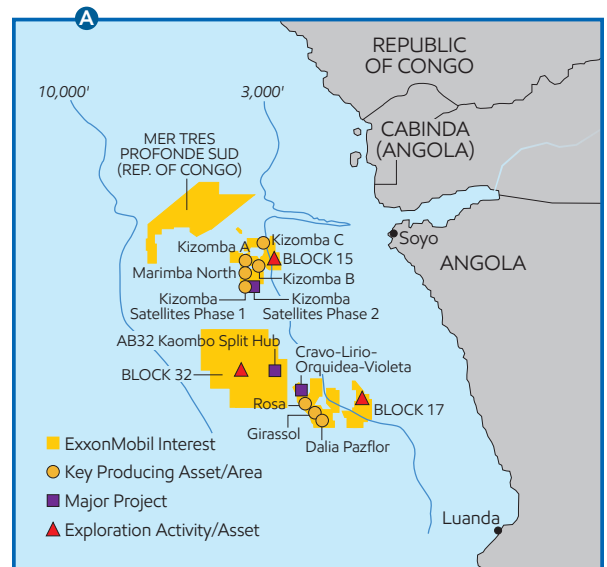 A
REPUBLIC
OF CONGO
10,000'
3,000'
CABINDA
(ANGOLA)
MER TRES
PROFONDE SUD
(REP. OF CONGO)
Soyo
Kizomba C
Kizomba A
BLOCK 15
ANGOLA
Marimba North
Kizomba B
Kizomba
Satellites Phase 1
Kizomba
Satellites Phase 2
AB32 Kaombo Split Hub
Cravo-Lirio-
Orquidea-Violeta
BLOCK 32
Rosa
BLOCK 17
Girassol
Dalia Pazflor
ExxonMobil Interest
Key Producing Asset/Area
Major Project
Exploration Activity/Asset
Luanda